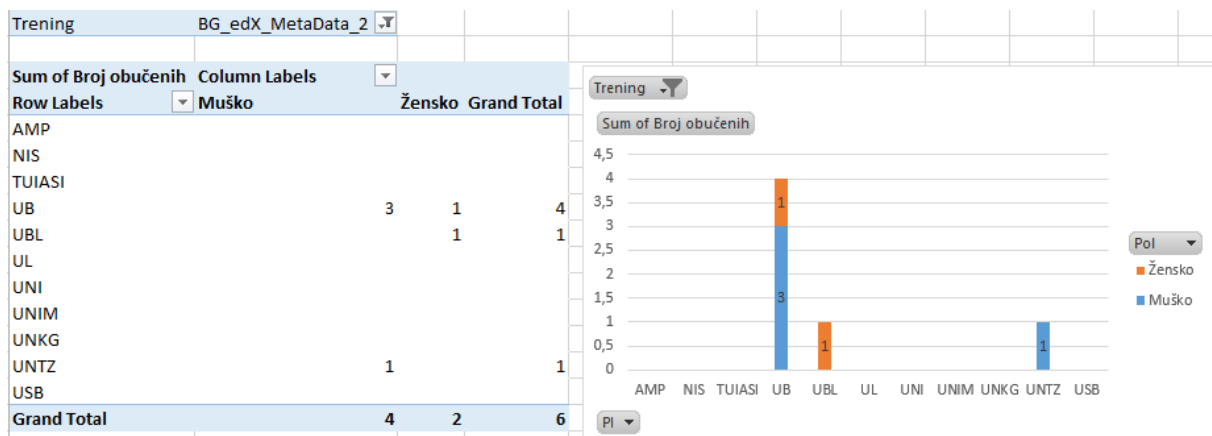 Trening BG_edX_MetaData_2
Sum of Broj obučenih Column Labels
Row Labels Muško Žensko Grand Total
AMP
NIS
TUIASI
UB 3 1 4
UBL 1 1
UL
UNI
UNIM
UNKG
UNTZ 1 1
USB
Grand Total 4 2 6
Trening
Sum of Broj obučenih
4,5
4
3,5
3
2,5
2
1,5
1
0,5
0
1
3
1
1
AMP NIS TUIASI UB UBL UL UNI UNIM UNKG UNTZ USB
Pol
Žensko
Muško
PI